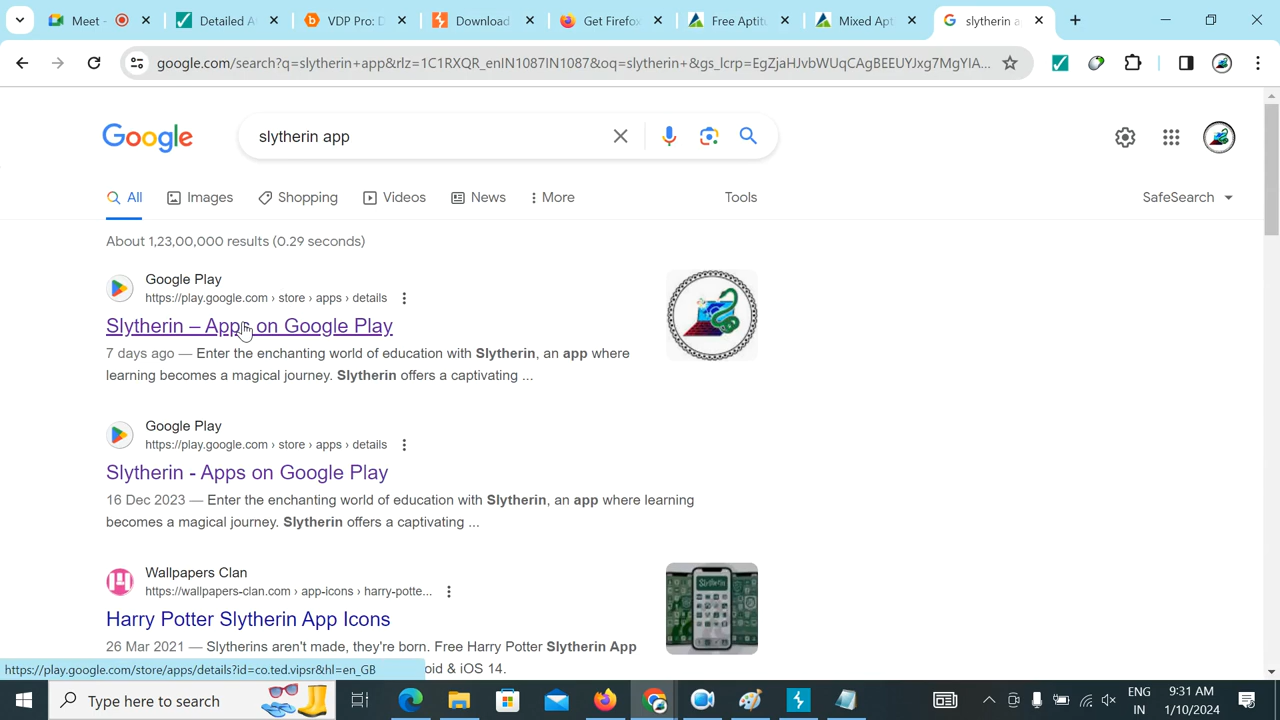 Meet -
Detailed A
VDP Pro: D
Download
Get Firefox
Free Aptitu
Mixed Apt
slytherin a
google.com/search?q=slytherin+app&rlz=1C1RXQR_enIN1087IN1087&oq=slytherin+&gs_lcrp=EgZjaHJvbWUqCAgBEEUYJxg7MgYIA...
Google
slytherin app
All
Images
Shopping
Videos
News
More
Tools
SafeSearch
About 1,23,00,000 results (0.29 seconds)
Google Play
https://play.google.com › store › apps › details
Slytherin – Apps on Google Play
7 days ago — Enter the enchanting world of education with Slytherin, an app where
learning becomes a magical journey. Slytherin offers a captivating ...
Google Play
https://play.google.com › store › apps › details
Slytherin - Apps on Google Play
16 Dec 2023 — Enter the enchanting world of education with Slytherin, an app where learning
becomes a magical journey. Slytherin offers a captivating ...
Wallpapers Clan
https://wallpapers-clan.com › app-icons › harry-potte...
Harry Potter Slytherin App Icons
26 Mar 2021 — Slytherins aren't made, they're born. Free Harry Potter Slytherin App
oid & iOS 14.
Slytherin
https://play.google.com/store/apps/details?id=co.ted.vipsr&hl=en_GB
Type here to search
ENG
IN
9:31 AM
1/10/2024